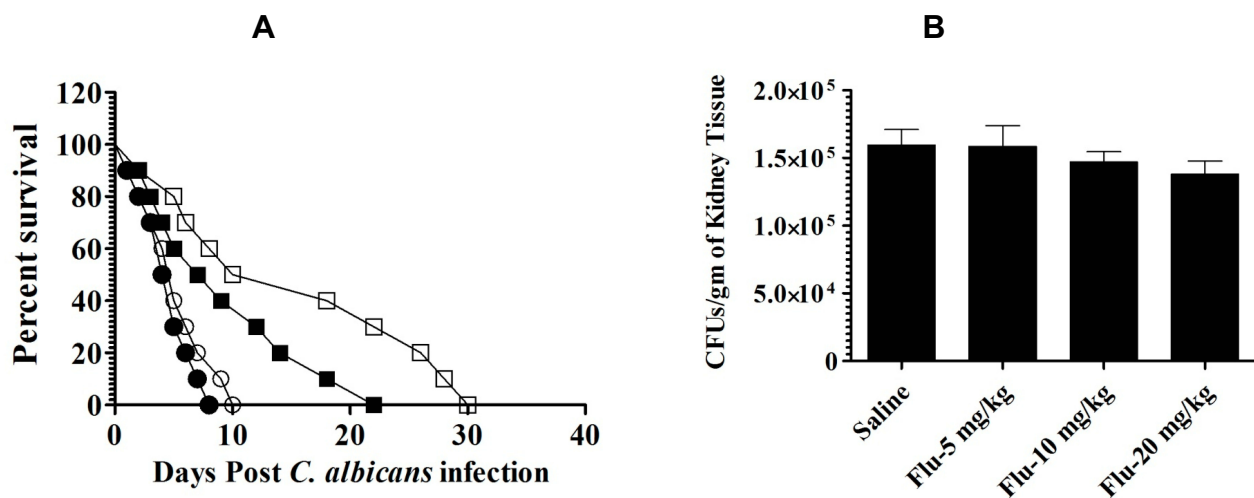 A
Percent survival
120
100
80
60
40
20
0
0 10 20 30 40
Days Post C. albicans infection
B
CFUs/gm of Kidney Tissue
2.0×10⁵
1.5×10⁵
1.0×10⁵
5.0×10⁴
0
Saline
Flu-5 mg/kg
Flu-10 mg/kg
Flu-20 mg/kg